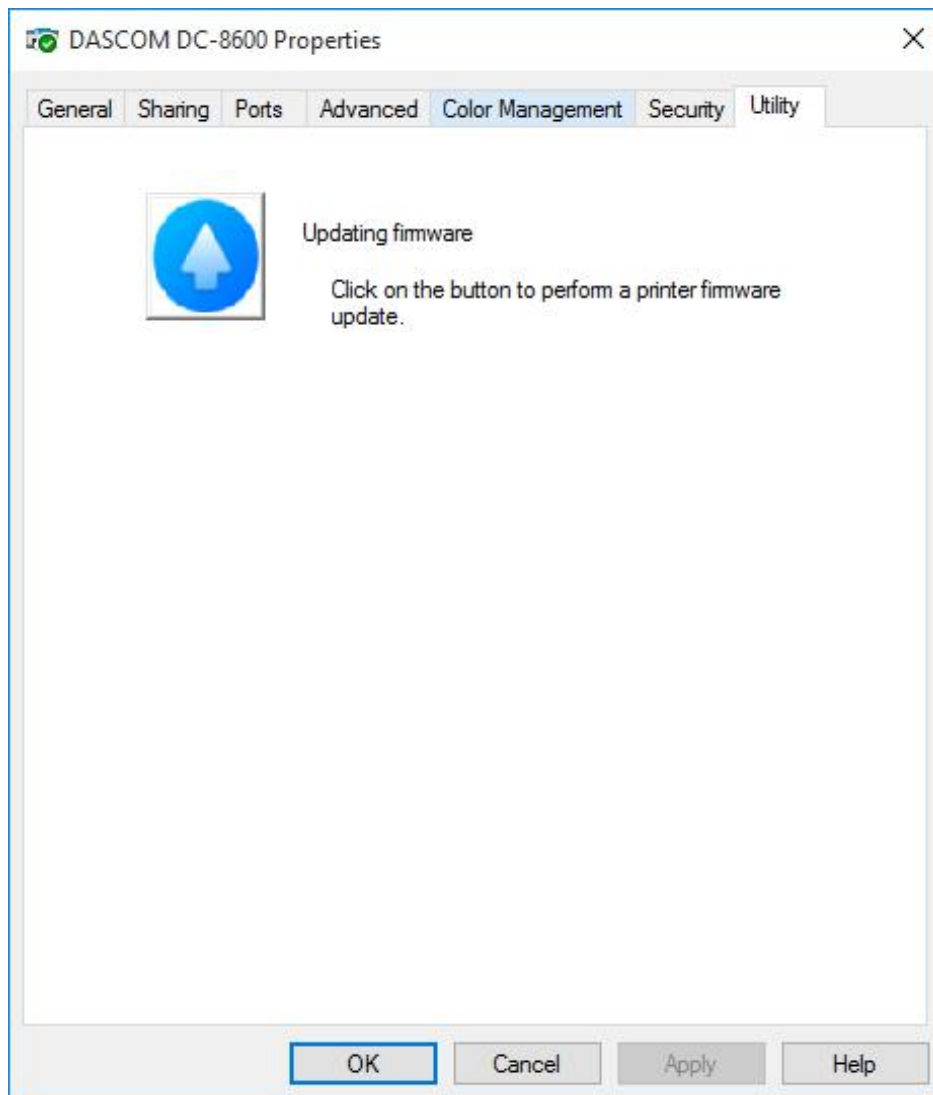 DASCOM DC-8600 Properties
General Sharing Ports Advanced Color Management Security Utility
Updating firmware
Click on the button to perform a printer firmware
update.
OK Cancel Apply Help